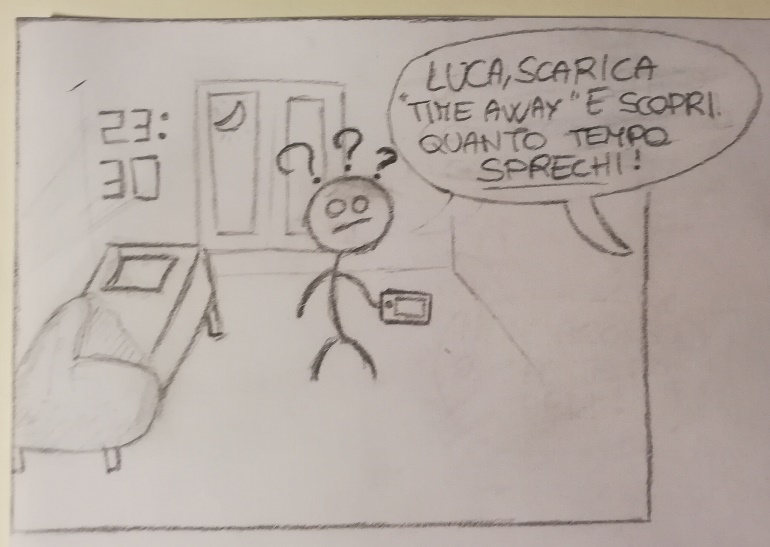 23:
30
? ? ?
LUCA, SCARICA
"TIME AWAY" E SCOPRI
QUANTO TEMPO
SPRECHI!